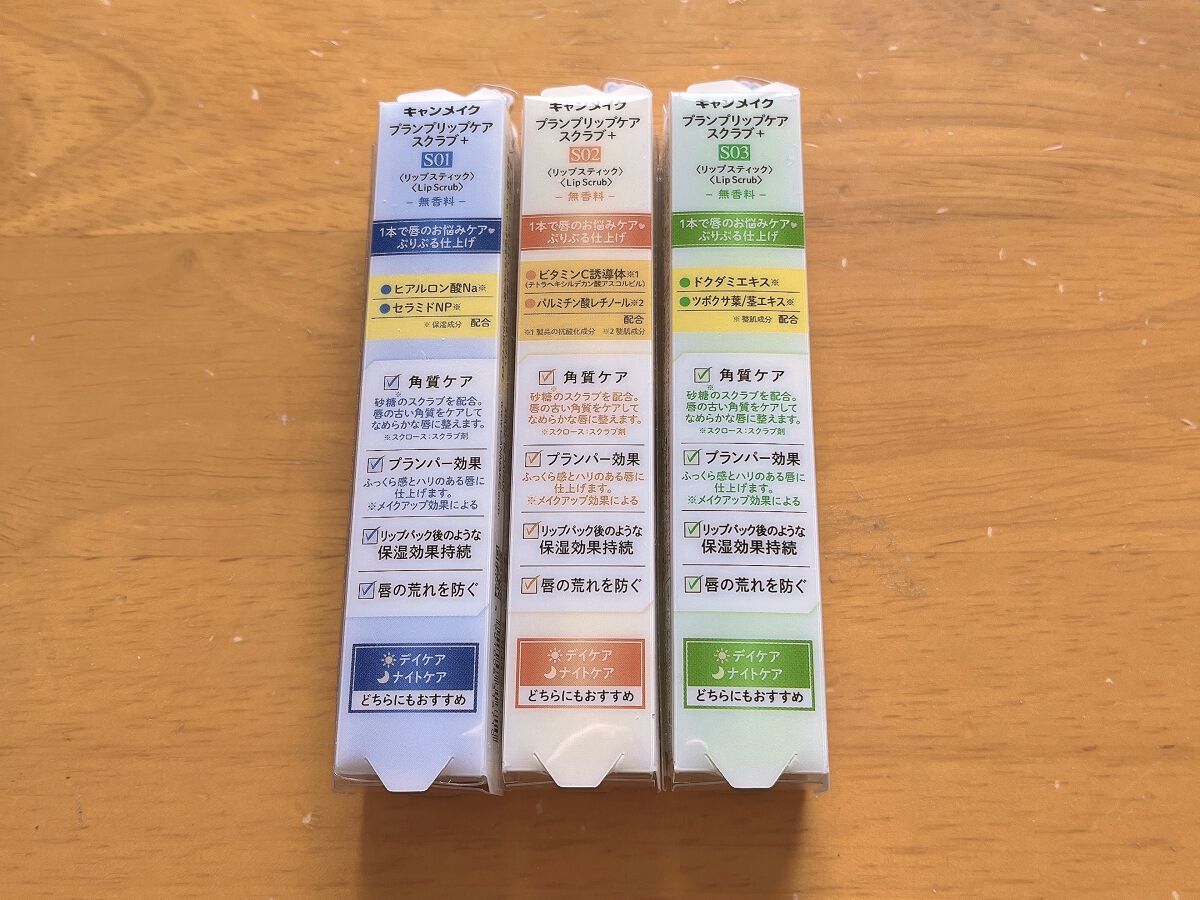 キャンメイク
プランプリップケア
スクラブ+
S01
〈リップスティック〉
〈Lip Scrub〉
- 無香料 -
1本で唇のお悩みケア♥
ぷりぷる仕上げ
●ヒアルロン酸Na※
●セラミドNP※
※ 保湿成分 配合
角質ケア
※
砂糖のスクラブを配合。
唇の古い角質をケアして
なめらかな唇に整えます。
※スクロース:スクラブ剤
プランパー効果
ふっくら感とハリのある唇に
仕上げます。
※メイクアップ効果による
リップパック後のような
保湿効果持続
唇の荒れを防ぐ
デイケア
ナイトケア
どちらにもおすすめ
キャンメイク
プランプリップケア
スクラブ+
S02
〈リップスティック〉
〈Lip Scrub〉
- 無香料 -
1本で唇のお悩みケア♥
ぷりぷる仕上げ
●ビタミンC誘導体※1
(テトラヘキシルデカン酸アスコルビル)
●パルミチン酸レチノール※2
配合
※1 製品の抗酸化成分 ※2 整肌成分
角質ケア
※
砂糖のスクラブを配合。
唇の古い角質をケアして
なめらかな唇に整えます。
※スクロース:スクラブ剤
プランパー効果
ふっくら感とハリのある唇に
仕上げます。
※メイクアップ効果による
リップパック後のような
保湿効果持続
唇の荒れを防ぐ
デイケア
ナイトケア
どちらにもおすすめ
キャンメイク
プランプリップケア
スクラブ+
S03
〈リップスティック〉
〈Lip Scrub〉
- 無香料 -
1本で唇のお悩みケア♥
ぷりぷる仕上げ
●ドクダミエキス※
●ツボクサ葉/茎エキス※
※ 整肌成分 配合
角質ケア
※
砂糖のスクラブを配合。
唇の古い角質をケアして
なめらかな唇に整えます。
※スクロース:スクラブ剤
プランパー効果
ふっくら感とハリのある唇に
仕上げます。
※メイクアップ効果による
リップパック後のような
保湿効果持続
唇の荒れを防ぐ
デイケア
ナイトケア
どちらにもおすすめ